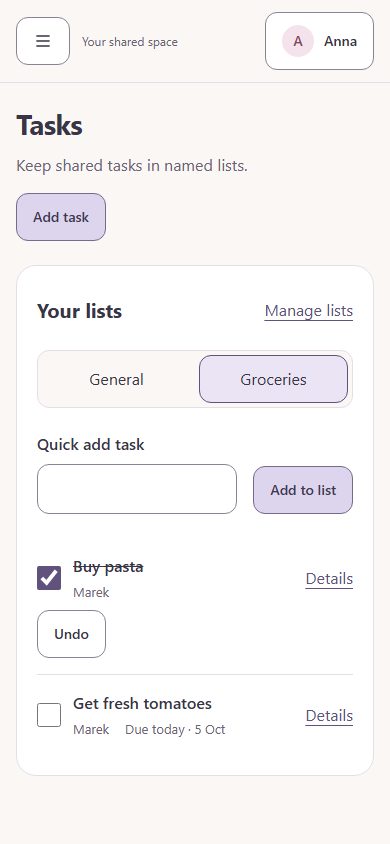 Your shared space
A Anna
Tasks
Keep shared tasks in named lists.
Add task
Your lists Manage lists
General Groceries
Quick add task
Add to list
Buy pasta
Marek
Details
Undo
Get fresh tomatoes
Marek Due today · 5 Oct
Details